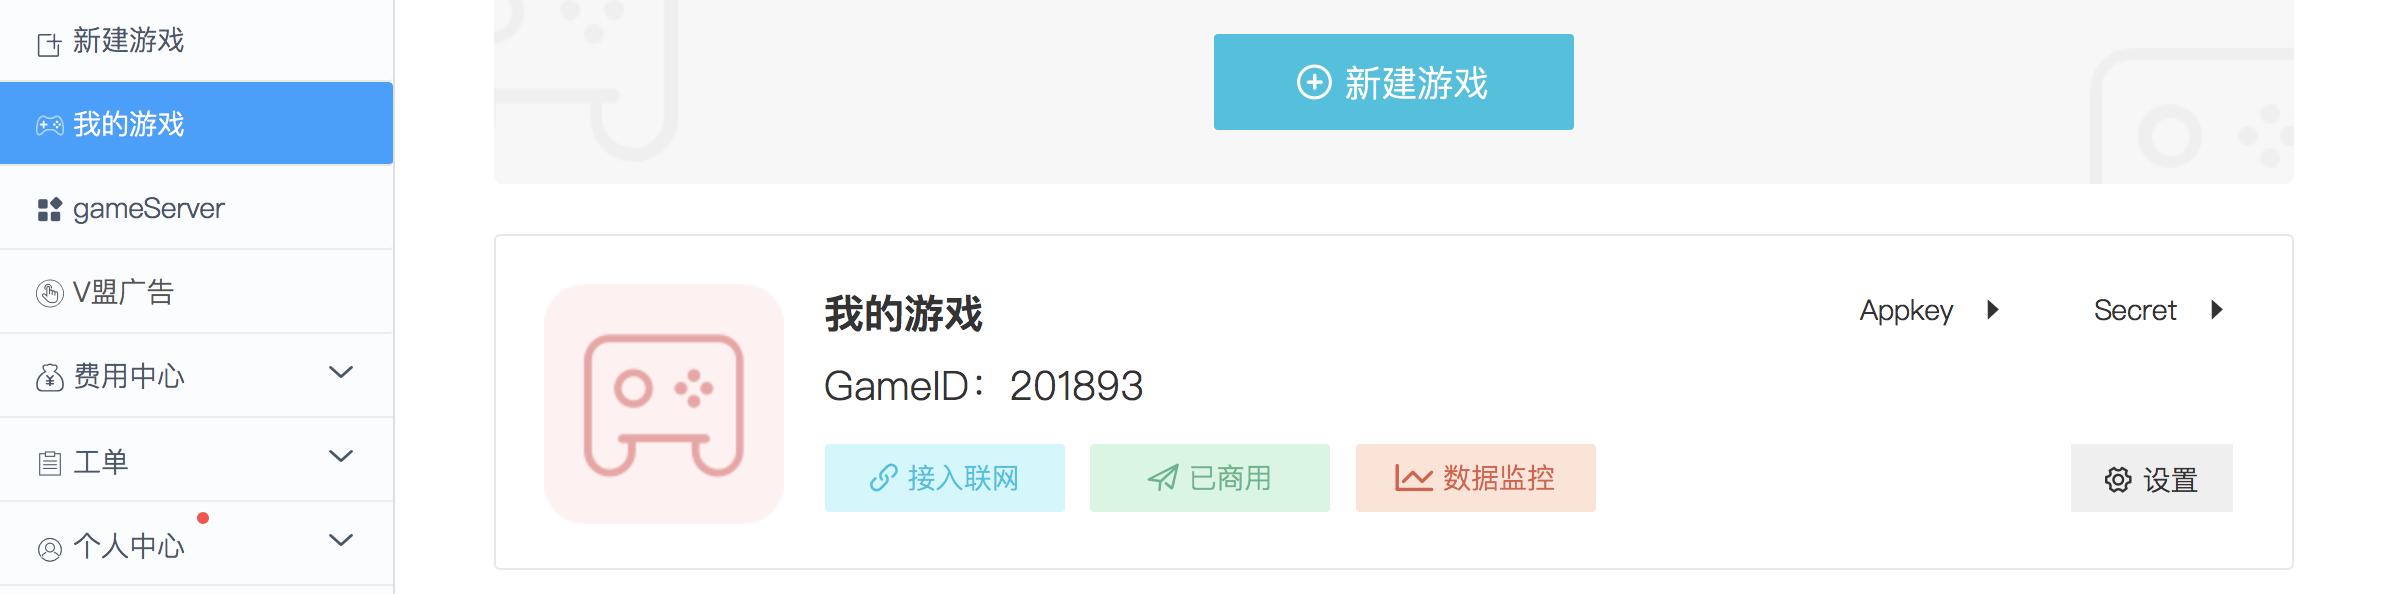 新建游戏
我的游戏
gameServer
V盟广告
费用中心
工单
个人中心
新建游戏
我的游戏
Appkey
Secret
GameID：201893
接入联网
已商用
数据监控
设置